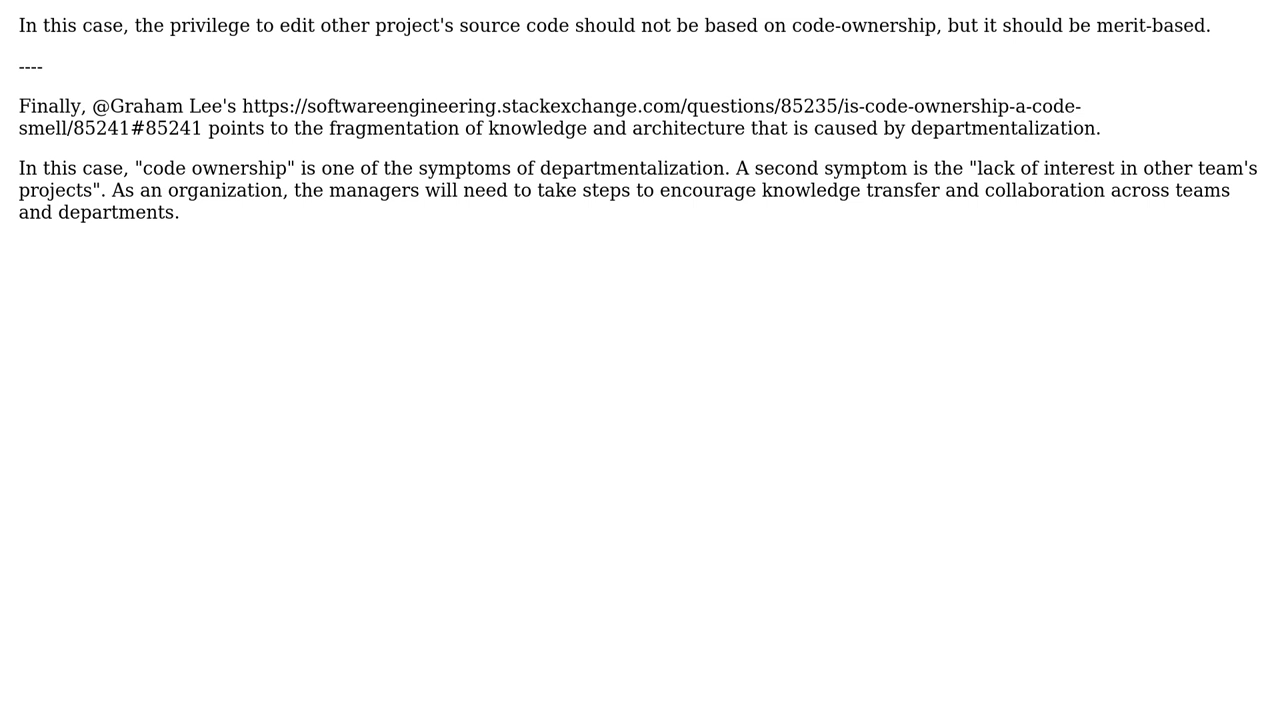 In this case, the privilege to edit other project's source code should not be based on code-ownership, but it should be merit-based.
----
Finally, @Graham Lee's https://softwareengineering.stackexchange.com/questions/85235/is-code-ownership-a-code-
smell/85241#85241 points to the fragmentation of knowledge and architecture that is caused by departmentalization.
In this case, "code ownership" is one of the symptoms of departmentalization. A second symptom is the "lack of interest in other team's
projects". As an organization, the managers will need to take steps to encourage knowledge transfer and collaboration across teams
and departments.